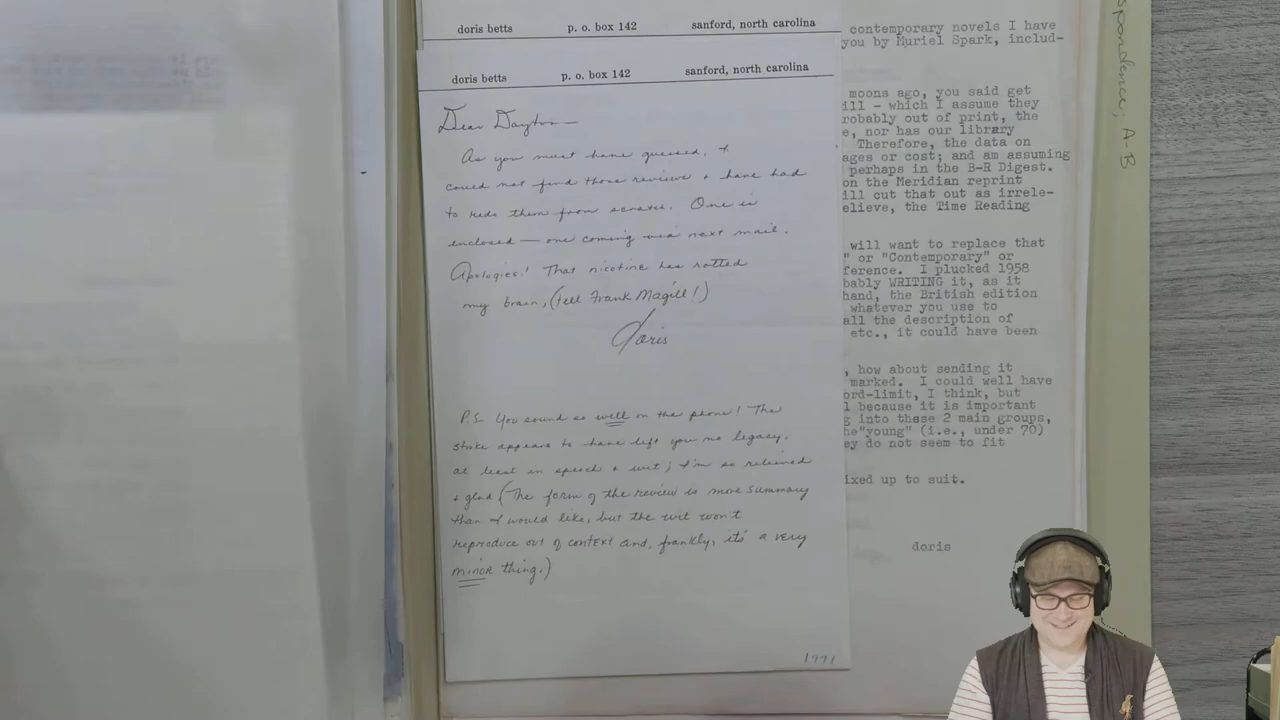 doris betts p. o. box 142 sanford, north carolina
doris betts p. o. box 142 sanford, north carolina
Dear Dayton —
As you must have guessed, I
could not find those reviews & have had
to redo them from scratch. One is
enclosed — one coming via next mail.
Apologies! That nicotine has rotted
my brain, (tell Frank Magill!)
Doris
P.S. You sound so well on the phone! The
stroke appears to have left you no legacy,
at least in speech & wit; I'm so relieved
& glad (The form of the review is more summary
than I would like, but the wit won't
reproduce out of context and, frankly, it's a very
minor thing.)
1991
contemporary novels I have
you by Muriel Spark, includ-
moons ago, you said get
ill - which I assume they
robably out of print, the
e, nor has our library
Therefore, the data on
ages or cost; and am assuming
perhaps in the B-R Digest.
on the Meridian reprint
ill cut that out as irrele-
elieve, the Time Reading
will want to replace that
" or "Contemporary" or
ference. I plucked 1958
bably WRITING it, as it
hand, the British edition
whatever you use to
all the description of
etc., it could have been
, how about sending it
marked. I could well have
ord-limit, I think, but
l because it is important
g into these 2 main groups,
he"young" (i.e., under 70)
ey do not seem to fit
ixed up to suit.
doris
spondence; A-B